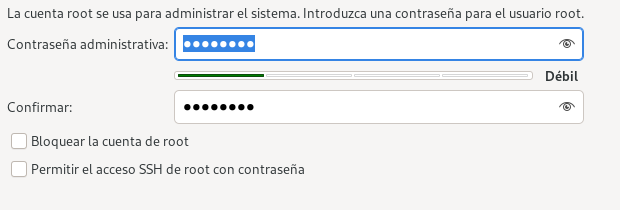 La cuenta root se usa para administrar el sistema. Introduzca una contraseña para el usuario root.
Contraseña administrativa: ●●●●●●●●
Débil
Confirmar: ●●●●●●●●
Bloquear la cuenta de root
Permitir el acceso SSH de root con contraseña